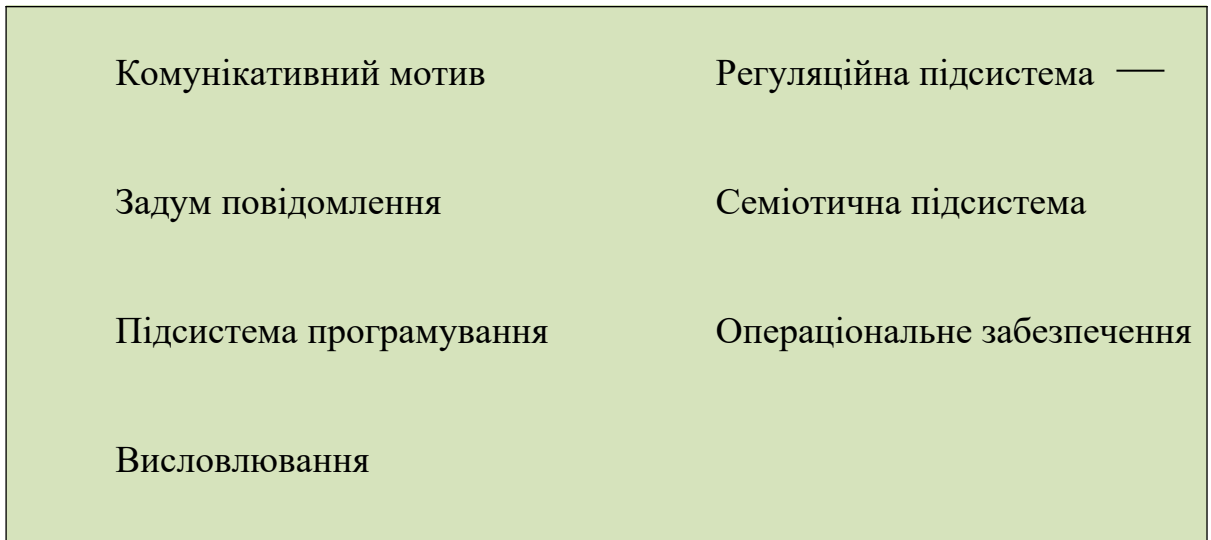 Комунікативний мотив Регуляційна підсистема —
Задум повідомлення Семіотична підсистема
Підсистема програмування Операціональне забезпечення
Висловлювання